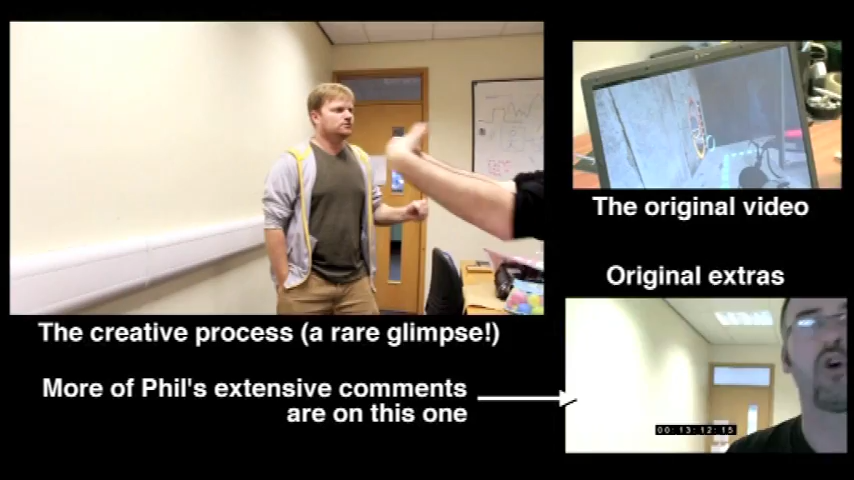 The original video
Original extras
The creative process (a rare glimpse!)
More of Phil's extensive comments
are on this one
00:13:12:15